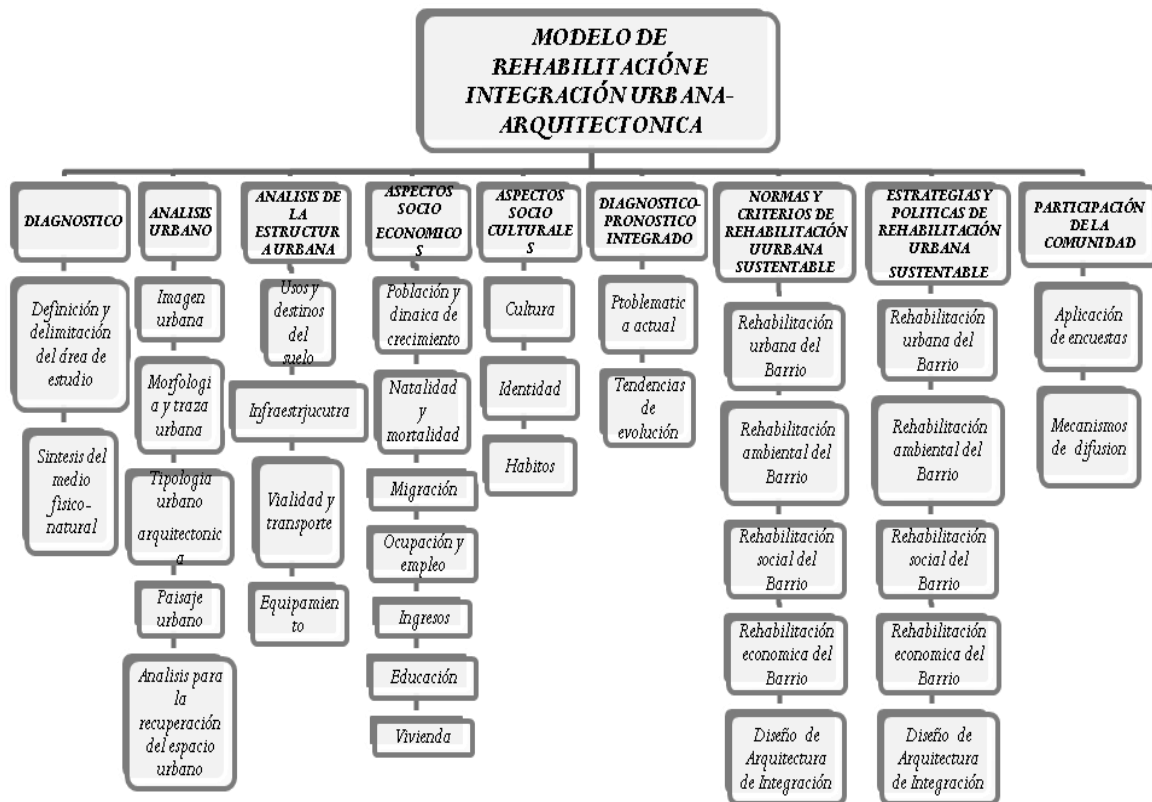 MODELO DE
REHABILITACIÓN E
INTEGRACIÓN URBANA-
ARQUITECTONICA
DIAGNOSTICO
Definición y
delimitación
del área de
estudio
Sintesis del
medio
fisico-
natural
ANALISIS
URBANO
Imagen
urbana
Morfologi
a y traza
urbana
Tipologia
urbano
arquitectonic
a
Paisaje
urbano
Analisis para
la
recuperación
del espacio
urbano
ANALISIS DE
LA
ESTRUCTUR
A URBANA
Usos y
destinos
del
suelo
Infraestrjucutra
Vialidad y
transporte
Equipamie
nto
ASPECTOS
SOCIO
ECONOMICO
S
Población y
dinaica de
crecimiento
Natalidad
y
mortalidad
Migración
Ocupación y
empleo
Ingresos
Educación
Vivienda
ASPECTOS
SOCIO
CULTURALE
S
Cultura
Identidad
Habitos
DIAGNOSTICO-
PRONOSTICO
INTEGRADO
Ptoblematic
a actual
Tendencias
de
evolución
NORMAS Y
CRITERIOS DE
REHABILITACIÓN
UURBANA
SUSTENTABLE
Rehabilitación
urbana del
Barrio
Rehabilitación
ambiental del
Barrio
Rehabilitación
social del
Barrio
Rehabilitación
economica del
Barrio
Diseño de
Arquitectura
de Integración
ESTRATEGIAS Y
POLITICAS DE
REHABILITACIÓN
URBANA
SUSTENTABLE
Rehabilitación
urbana del
Barrio
Rehabilitación
ambiental del
Barrio
Rehabilitación
social del
Barrio
Rehabilitación
economica del
Barrio
Diseño de
Arquitectura
de Integración
PARTICIPACIÓN
DE LA
COMUNIDAD
Aplicación
de encuestas
Mecanismos
de difusion